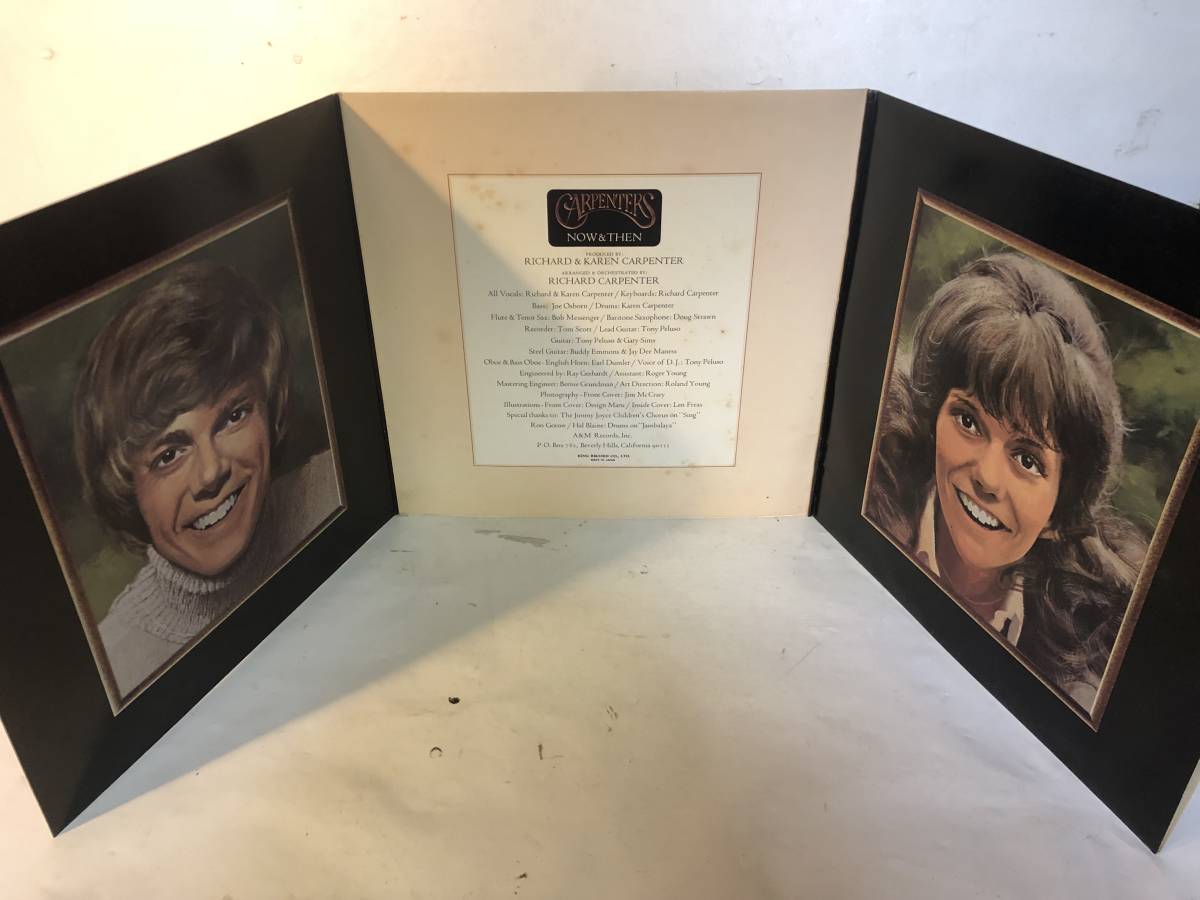 CARPENTERS
NOW & THEN
PRODUCED BY:
RICHARD & KAREN CARPENTER
ARRANGED & ORCHESTRATED BY:
RICHARD CARPENTER
All Vocals: Richard & Karen Carpenter / Keyboards: Richard Carpenter
Bass: Joe Osborn / Drums: Karen Carpenter
Flute & Tenor Sax: Bob Messenger / Baritone Saxophone: Doug Strawn
Recorder: Tom Scott / Lead Guitar: Tony Peluso
Guitar: Tony Peluso & Gary Sims
Steel Guitar: Buddy Emmons & Jay Dee Maness
Oboe & Bass Oboe - English Horn: Earl Dumler / Voice of D.J.: Tony Peluso
Engineered by: Ray Gerhardt / Assistant: Roger Young
Mastering Engineer: Bernie Grundman / Art Direction: Roland Young
Photography - Front Cover: Jim McCrary
Illustrations - Front Cover: Design Maru / Inside Cover: Len Freas
Special thanks to: The Jimmy Joyce Children's Chorus on "Sing"
Ron Gorow / Hal Blaine: Drums on "Jambalaya"
A&M Records, Inc.
P.O. Box 782, Beverly Hills, California 90213
KING RECORD CO., LTD.